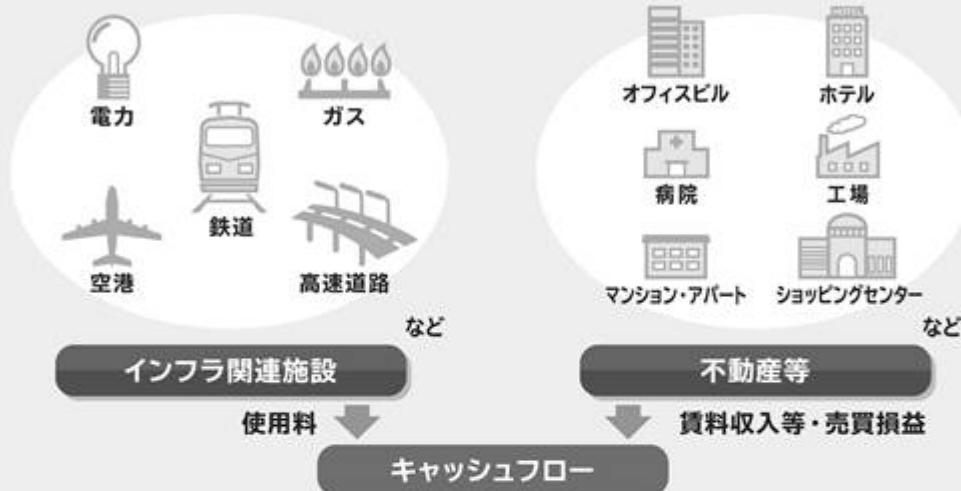 電力
ガス
鉄道
空港
高速道路
など
インフラ関連施設
使用料
オフィスビル
ホテル
病院
工場
マンション・アパート
ショッピングセンター
など
不動産等
賃料収入等・売買損益
キャッシュフロー